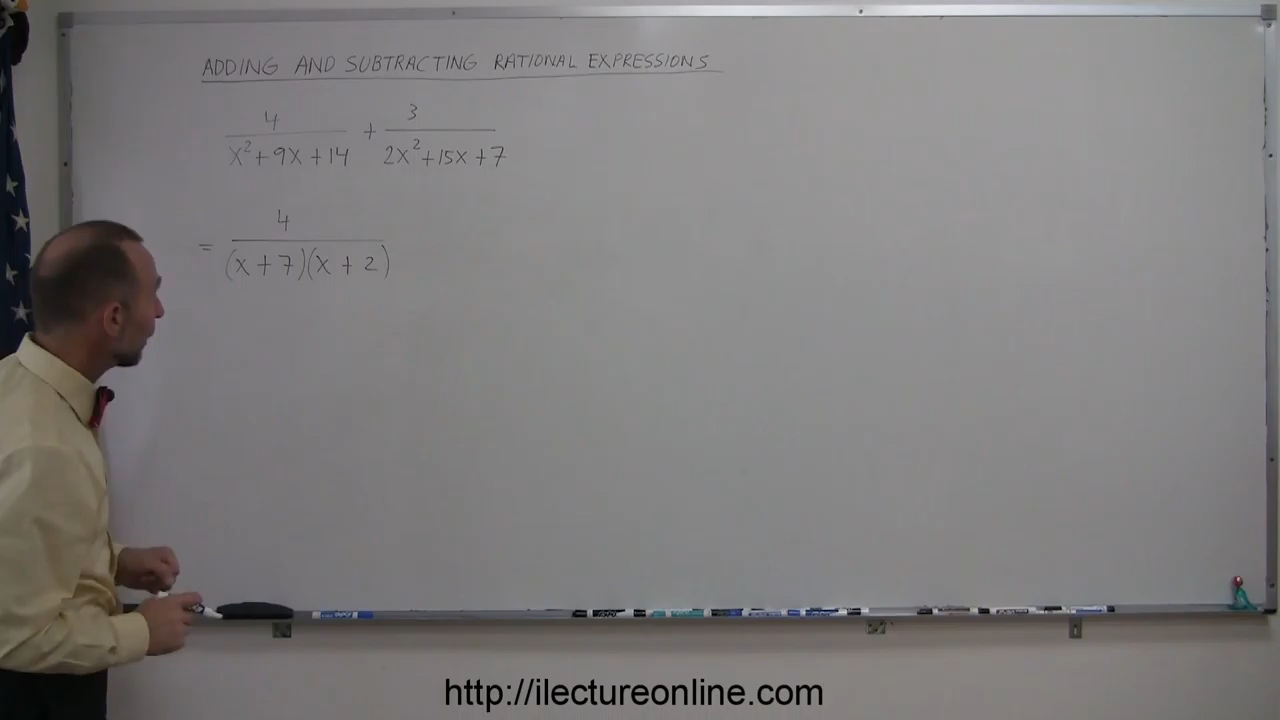 ADDING AND SUBTRACTING RATIONAL EXPRESSIONS
4 + 3
x²+9x+14 2x²+15x+7
4
=
(x+7)(x+2)
http://ilectureonline.com